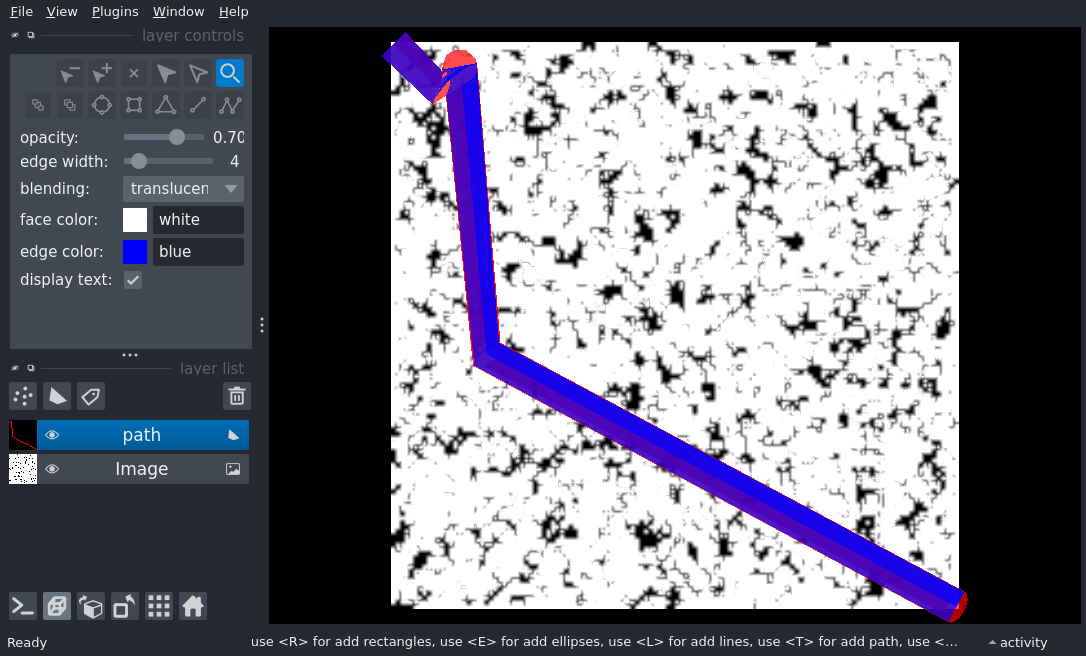 File View Plugins Window Help
layer controls
opacity: 0.70
edge width: 4
blending: translucen
face color: white
edge color: blue
display text:
layer list
path
Image
Ready
use <R> for add rectangles, use <E> for add ellipses, use <L> for add lines, use <T> for add path, use <...
activity